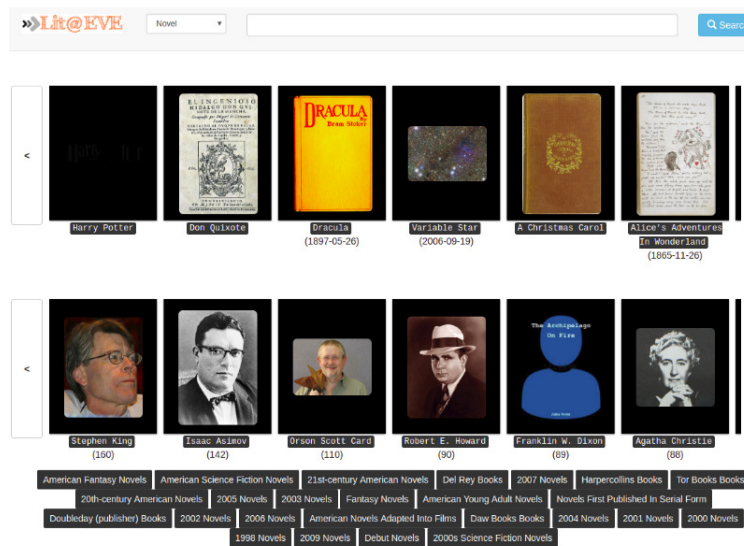 Lit@EVE
Novel
Search
EL INGENIOSO
DRACULA
By
Bram Stoker
<
Harry Potter
Don Quixote
Dracula
(1897-05-26)
Variable Star
(2006-09-19)
A Christmas Carol
Alice's Adventures
In Wonderland
(1865-11-26)
The Archipelago
On Fire
<
Stephen King
(160)
Isaac Asimov
(142)
Orson Scott Card
(110)
Robert E. Howard
(90)
Franklin W. Dixon
(89)
Agatha Christie
(88)
American Fantasy Novels American Science Fiction Novels 21st-century American Novels Del Rey Books 2007 Novels Harpercollins Books Tor Books Books
20th-century American Novels 2005 Novels 2003 Novels Fantasy Novels American Young Adult Novels Novels First Published In Serial Form
Doubleday (publisher) Books 2002 Novels 2006 Novels American Novels Adapted Into Films Daw Books Books 2004 Novels 2001 Novels 2000 Novels
1998 Novels 2009 Novels Debut Novels 2000s Science Fiction Novels